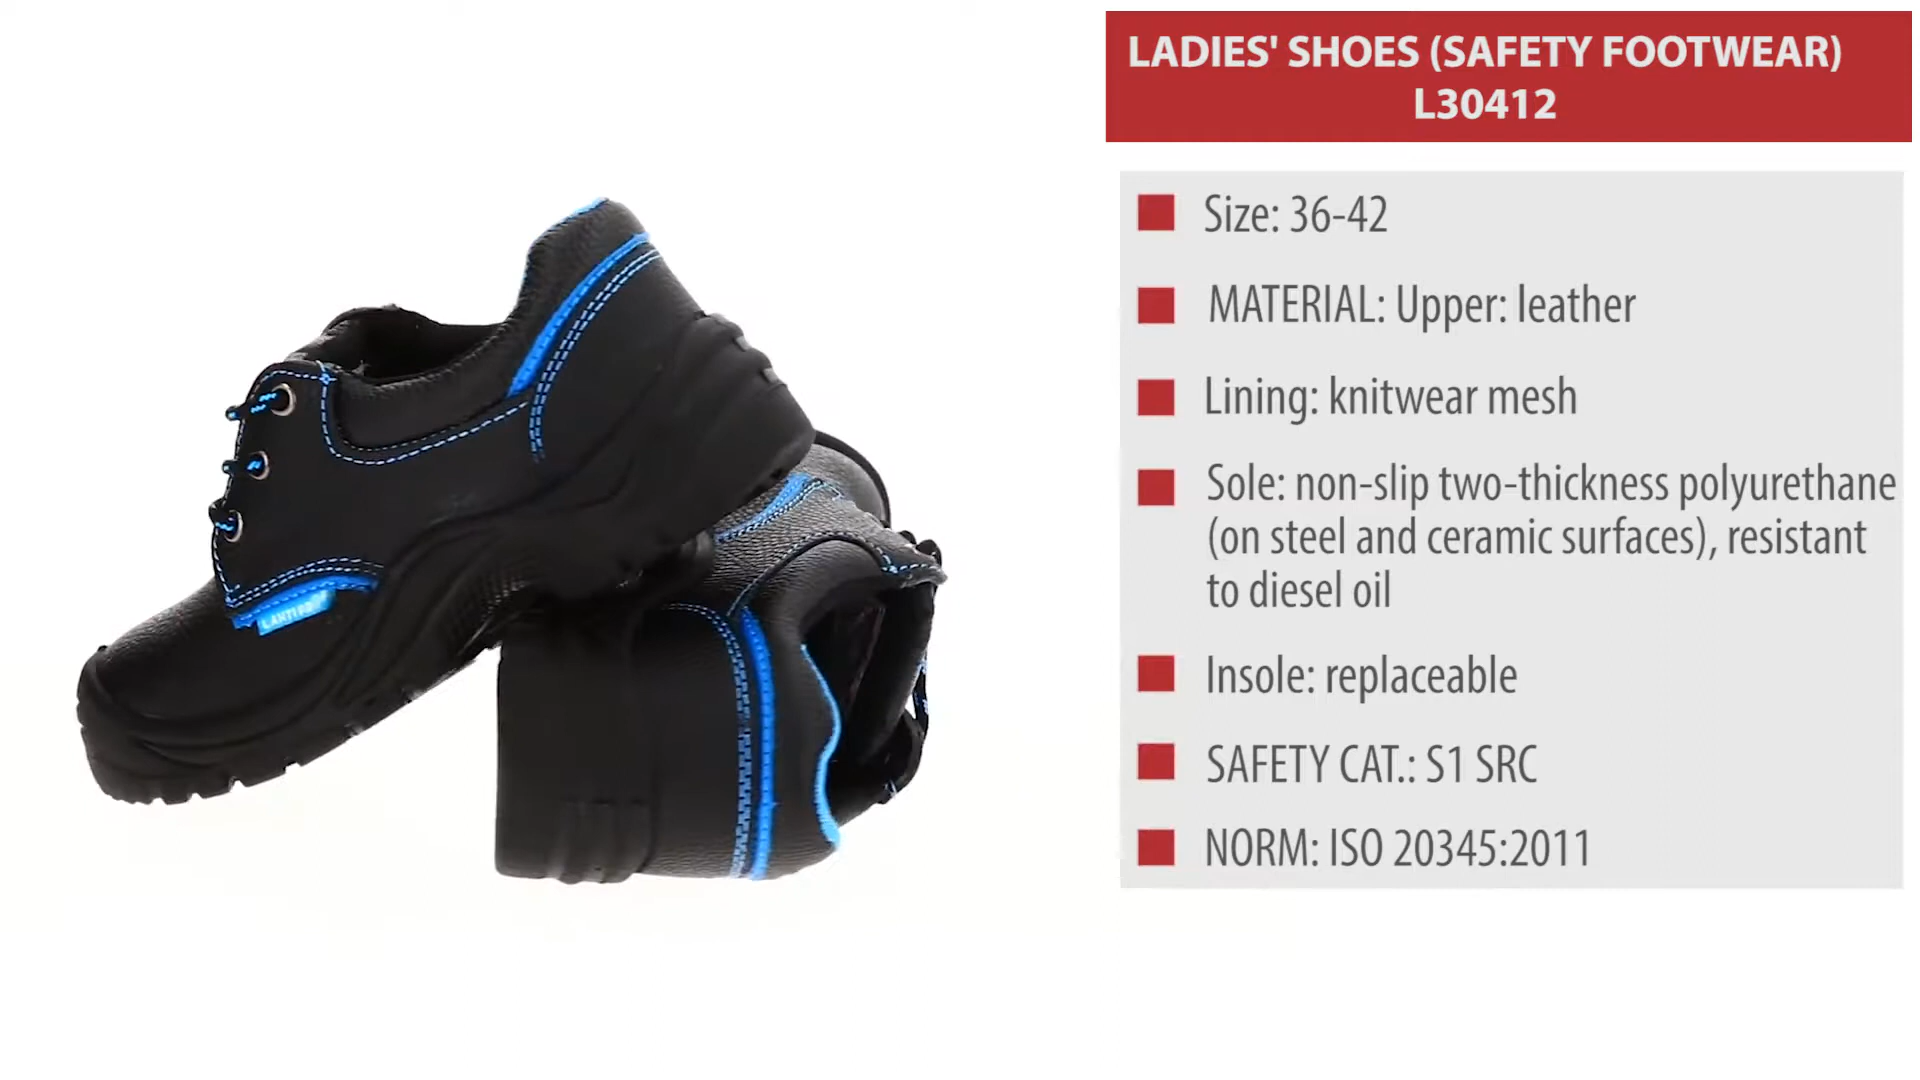 LADIES' SHOES (SAFETY FOOTWEAR)
L30412
Size: 36-42
MATERIAL: Upper: leather
Lining: knitwear mesh
Sole: non-slip two-thickness polyurethane
(on steel and ceramic surfaces), resistant
to diesel oil
Insole: replaceable
SAFETY CAT.: S1 SRC
NORM: ISO 20345:2011